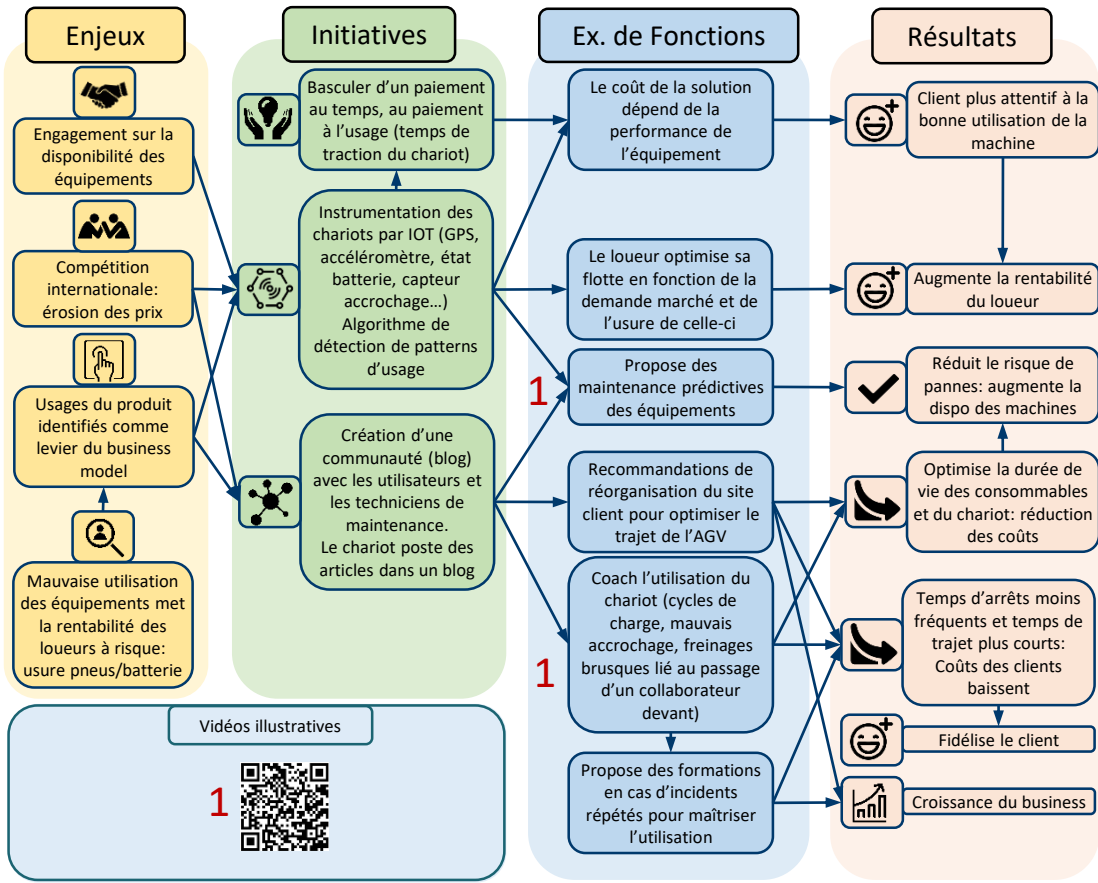 Enjeux
Engagement sur la
disponibilité des
équipements
Compétition
internationale:
érosion des prix
Usages du produit
identifiés comme
levier du business
model
Mauvaise utilisation
des équipements met
la rentabilité des
loueurs à risque:
usure pneus/batterie
Initiatives
Basculer d’un paiement
au temps, au paiement
à l’usage (temps de
traction du chariot)
Instrumentation des
chariots par IOT (GPS,
accéléromètre, état
batterie, capteur
accrochage…)
Algorithme de
détection de patterns
d’usage
Création d’une
communauté (blog)
avec les utilisateurs et
les techniciens de
maintenance.
Le chariot poste des
articles dans un blog
Ex. de Fonctions
Le coût de la solution
dépend de la
performance de
l’équipement
Le loueur optimise sa
flotte en fonction de la
demande marché et de
l’usure de celle-ci
1
Propose des
maintenance prédictives
des équipements
Recommandations de
réorganisation du site
client pour optimiser le
trajet de l’AGV
1
Coach l’utilisation du
chariot (cycles de
charge, mauvais
accrochage, freinages
brusques lié au passage
d’un collaborateur
devant)
Propose des formations
en cas d’incidents
répétés pour maîtriser
l’utilisation
Résultats
Client plus attentif à la
bonne utilisation de la
machine
Augmente la rentabilité
du loueur
Réduit le risque de
pannes: augmente la
dispo des machines
Optimise la durée de
vie des consommables
et du chariot: réduction
des coûts
Temps d’arrêts moins
fréquents et temps de
trajet plus courts:
Coûts des clients
baissent
Fidélise le client
Croissance du business
Vidéos illustratives
1